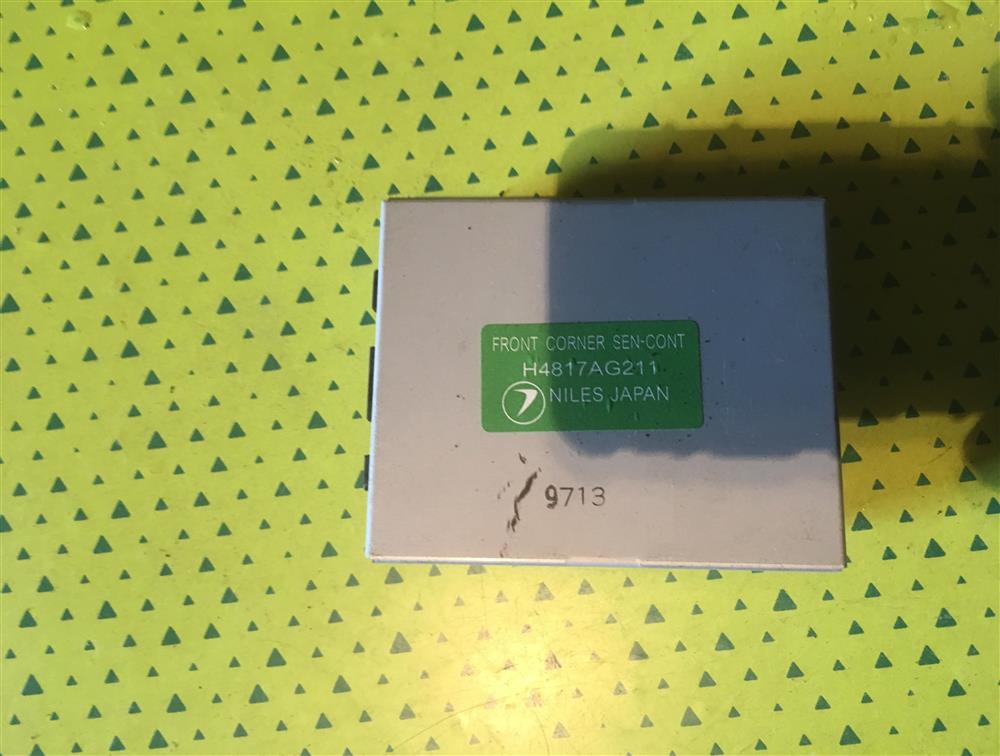 FRONT CORNER SEN-CONT
H4817AG211
NILES JAPAN
9713